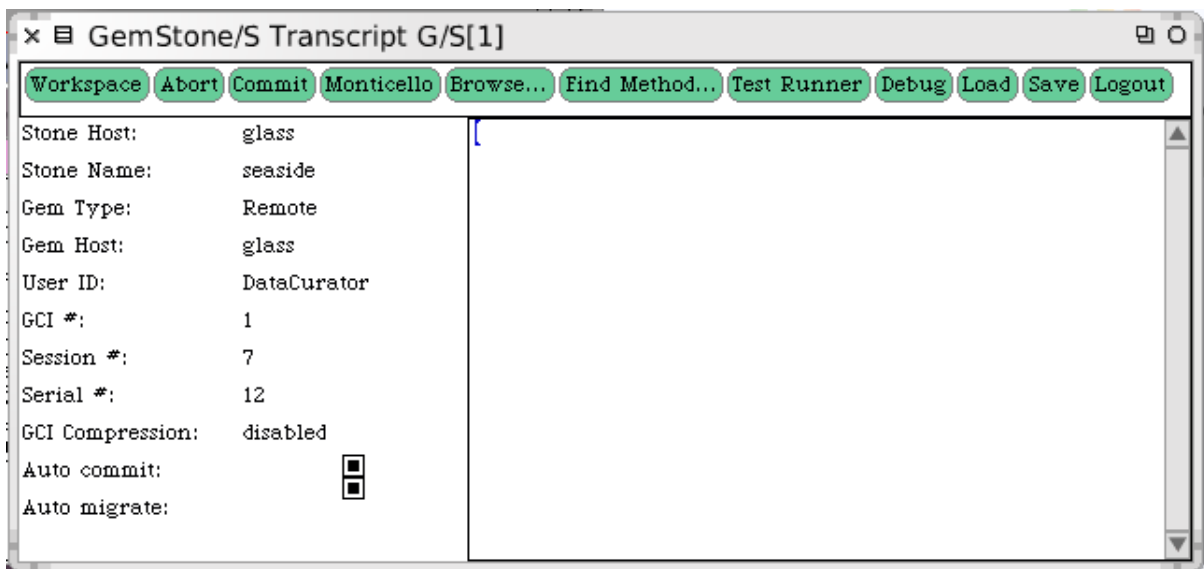 GemStone/S Transcript G/S[1]
Workspace Abort Commit Monticello Browse... Find Method... Test Runner Debug Load Save Logout
Stone Host: glass
Stone Name: seaside
Gem Type: Remote
Gem Host: glass
User ID: DataCurator
GCI #: 1
Session #: 7
Serial #: 12
GCI Compression: disabled
Auto commit:
Auto migrate: